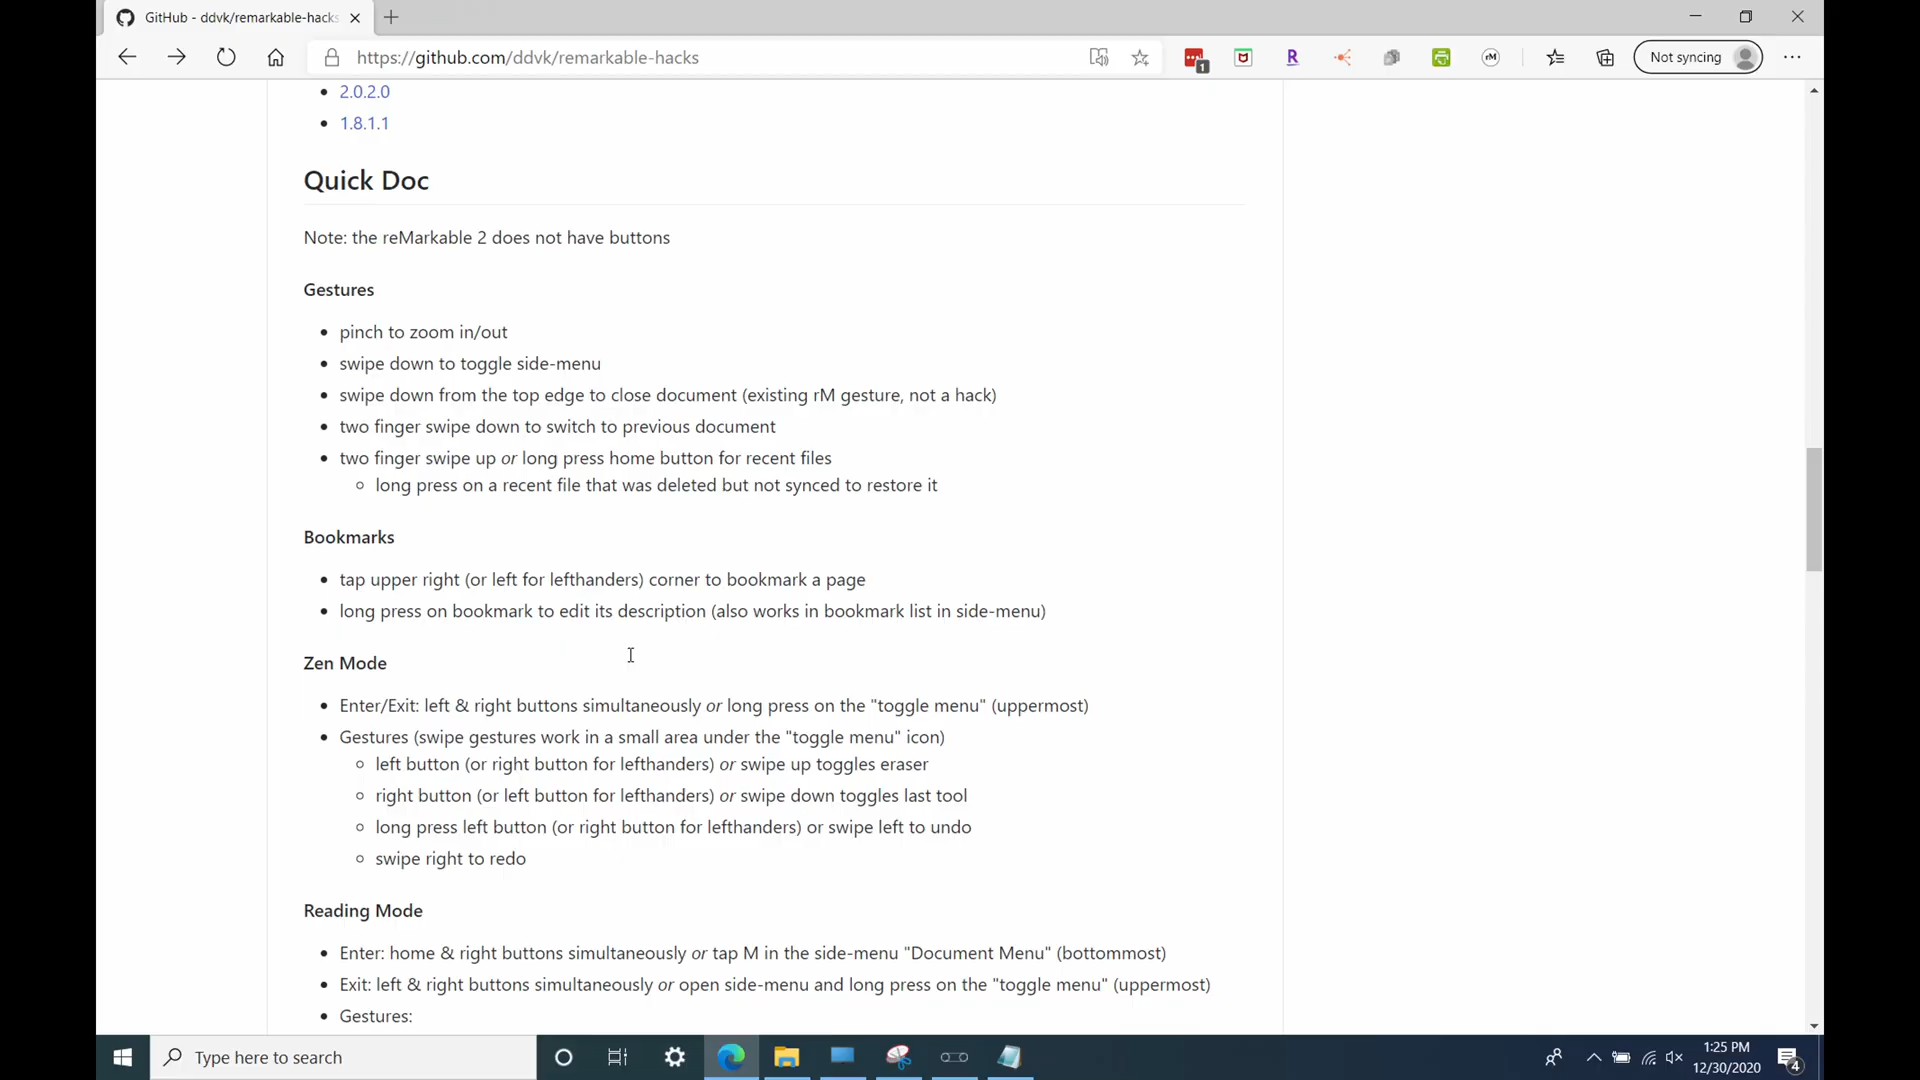 GitHub - ddvk/remarkable-hacks
https://github.com/ddvk/remarkable-hacks
1
R
rM
Not syncing
2.0.2.0
1.8.1.1
Quick Doc
Note: the reMarkable 2 does not have buttons
Gestures
pinch to zoom in/out
swipe down to toggle side-menu
swipe down from the top edge to close document (existing rM gesture, not a hack)
two finger swipe down to switch to previous document
two finger swipe up or long press home button for recent files
long press on a recent file that was deleted but not synced to restore it
Bookmarks
tap upper right (or left for lefthanders) corner to bookmark a page
long press on bookmark to edit its description (also works in bookmark list in side-menu)
Zen Mode
Enter/Exit: left & right buttons simultaneously or long press on the "toggle menu" (uppermost)
Gestures (swipe gestures work in a small area under the "toggle menu" icon)
left button (or right button for lefthanders) or swipe up toggles eraser
right button (or left button for lefthanders) or swipe down toggles last tool
long press left button (or right button for lefthanders) or swipe left to undo
swipe right to redo
Reading Mode
Enter: home & right buttons simultaneously or tap M in the side-menu "Document Menu" (bottommost)
Exit: left & right buttons simultaneously or open side-menu and long press on the "toggle menu" (uppermost)
Gestures:
Type here to search
1:25 PM
12/30/2020
4